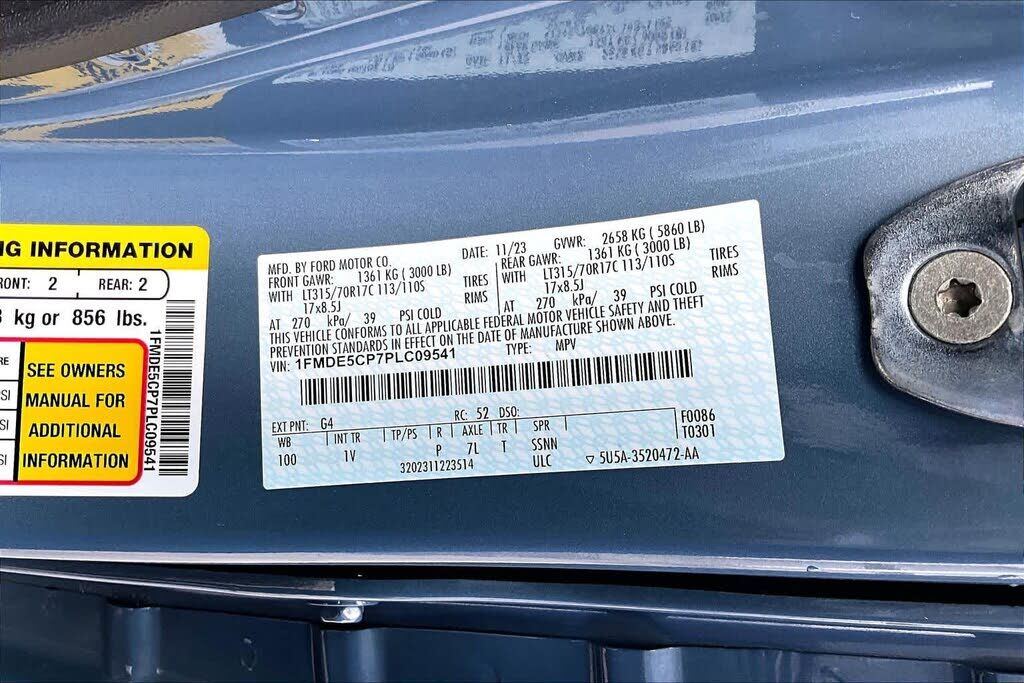 NG INFORMATION
RONT: 2 REAR: 2
kg or 856 lbs.
SEE OWNERS
MANUAL FOR
ADDITIONAL
INFORMATION
1FMDE5CP7PLC09541
MFD. BY FORD MOTOR CO. DATE: 11/23 GVWR: 2658 KG ( 5860 LB)
FRONT GAWR: 1361 KG ( 3000 LB) REAR GAWR: 1361 KG ( 3000 LB)
WITH LT315/70R17C 113/110S TIRES WITH LT315/70R17C 113/110S TIRES
17x8.5J RIMS 17x8.5J RIMS
AT 270 kPa/ 39 PSI COLD AT 270 kPa/ 39 PSI COLD
THIS VEHICLE CONFORMS TO ALL APPLICABLE FEDERAL MOTOR VEHICLE SAFETY AND THEFT
PREVENTION STANDARDS IN EFFECT ON THE DATE OF MANUFACTURE SHOWN ABOVE.
VIN: 1FMDE5CP7PLC09541 TYPE: MPV
EXT PNT: G4 RC: 52 DSO: F0086
WB INT TR TP/PS R AXLE TR SPR T0301
100 1V P 7L T SSNN
3202311223514 ULC ▽ 5U5A-3520472-AA